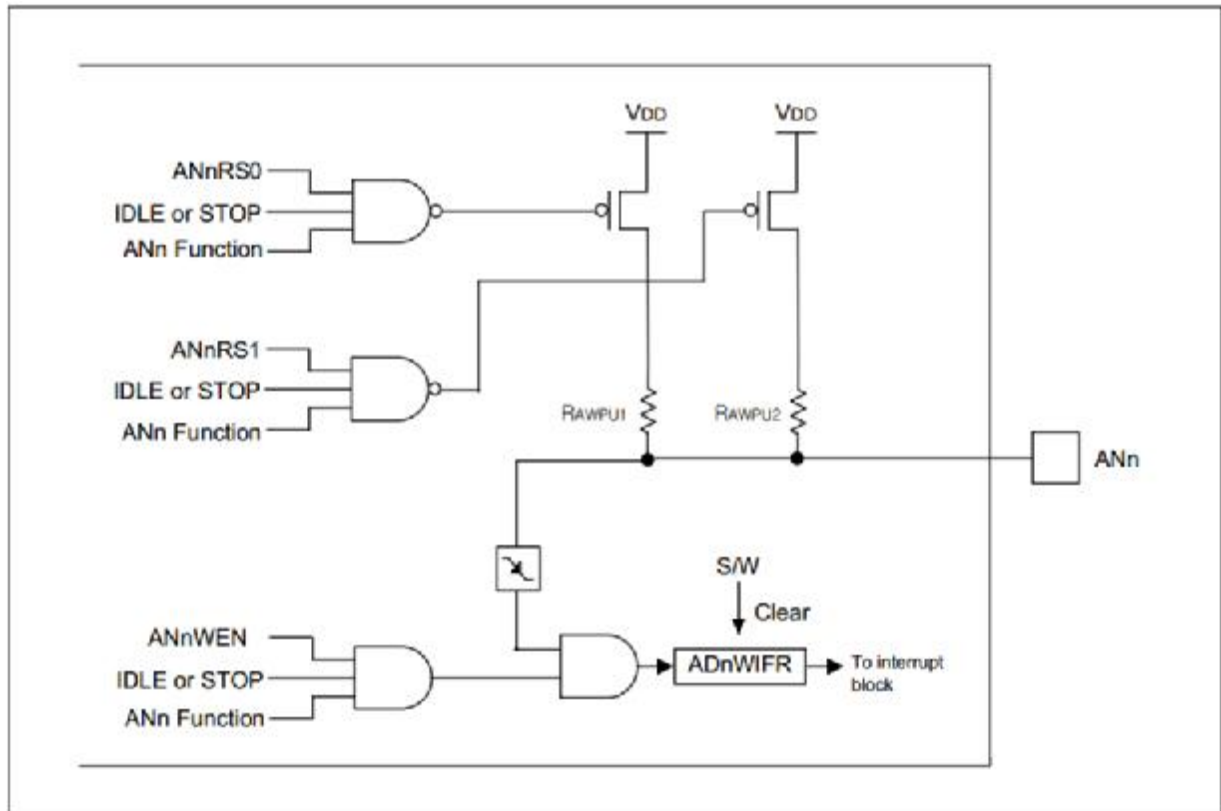 VDD
VDD
ANnRS0
IDLE or STOP
ANn Function
ANnRS1
IDLE or STOP
ANn Function
RAWPU1
RAWPU2
ANn
S/W
Clear
ANnWEN
IDLE or STOP
ANn Function
ADnWIFR
To interrupt
block